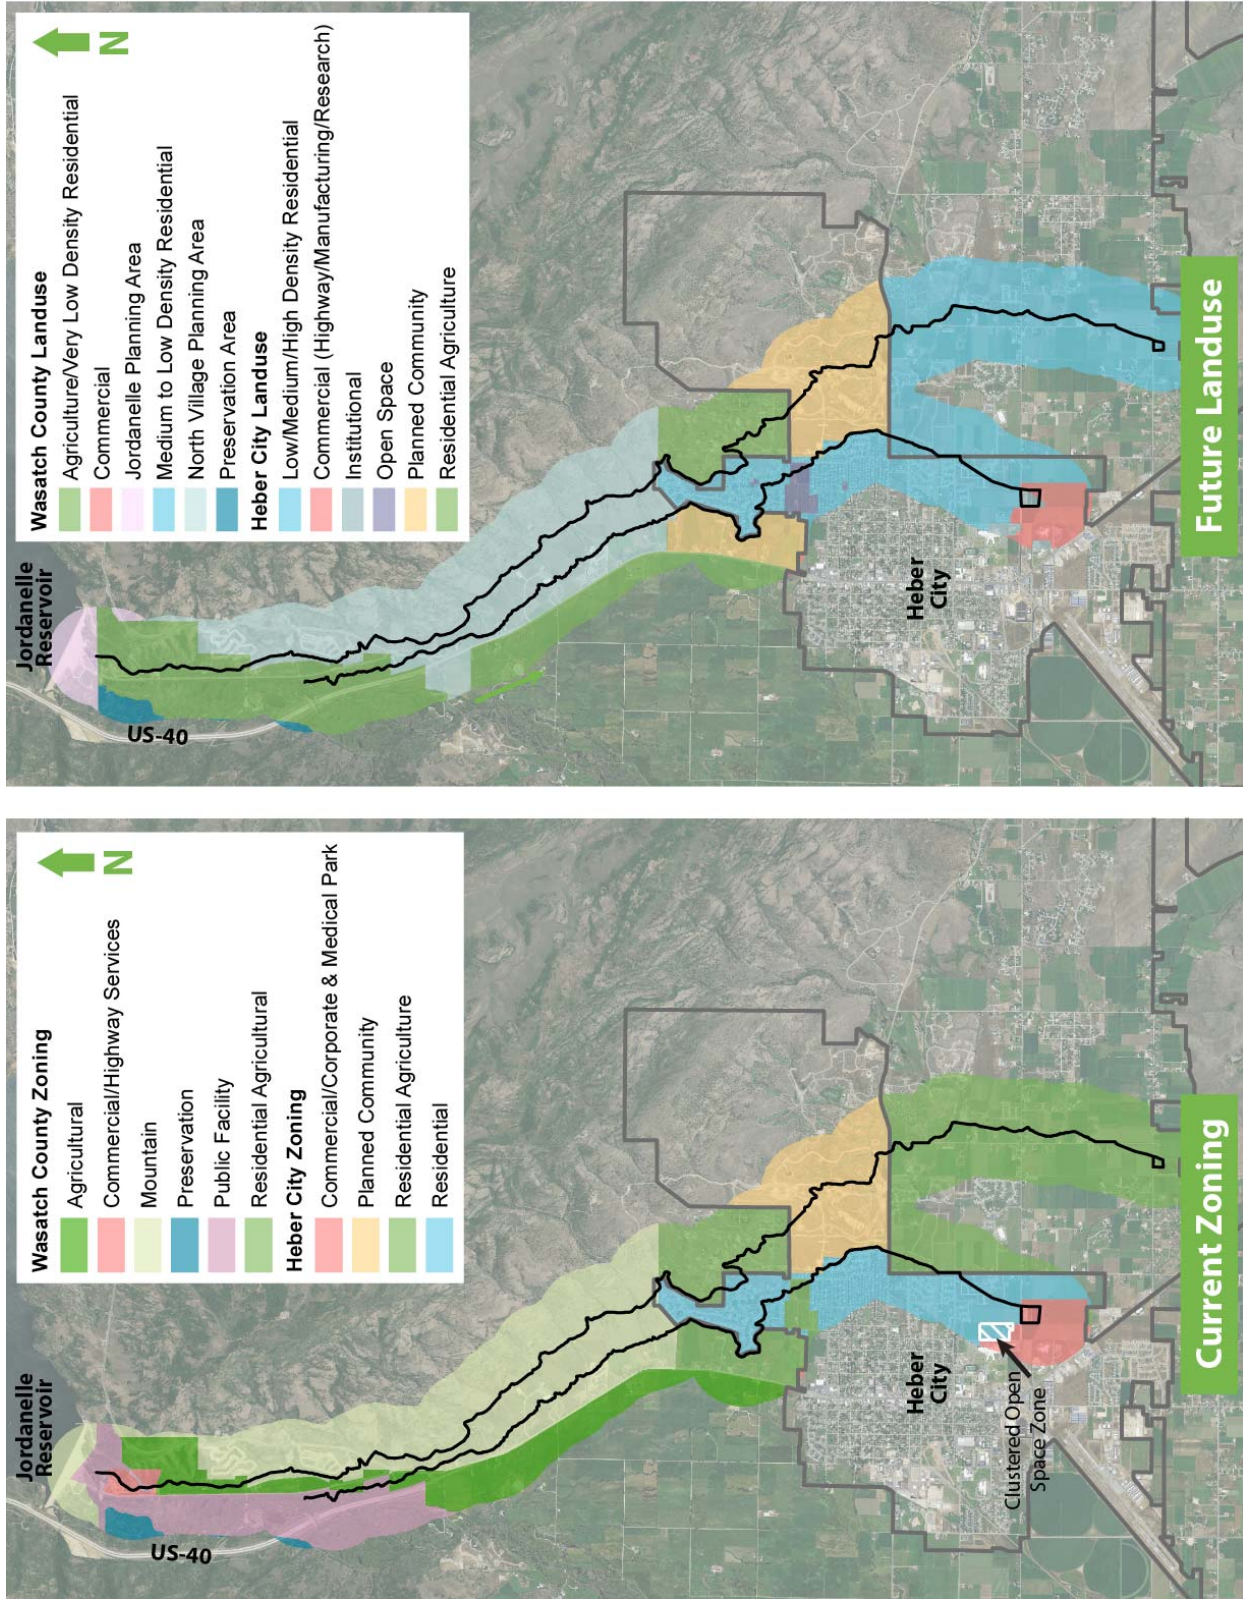 Jordanelle
Reservoir
US-40
Heber
City
Clustered Open
Space Zone
N
Wasatch County Zoning
Agricultural
Commercial/Highway Services
Mountain
Preservation
Public Facility
Residential Agricultural
Heber City Zoning
Commercial/Corporate & Medical Park
Planned Community
Residential Agriculture
Residential
Current Zoning
Jordanelle
Reservoir
US-40
Heber
City
N
Wasatch County Landuse
Agriculture/Very Low Density Residential
Commercial
Jordanelle Planning Area
Medium to Low Density Residential
North Village Planning Area
Preservation Area
Heber City Landuse
Low/Medium/High Density Residential
Commercial (Highway/Manufacturing/Research)
Institutional
Open Space
Planned Community
Residential Agriculture
Future Landuse